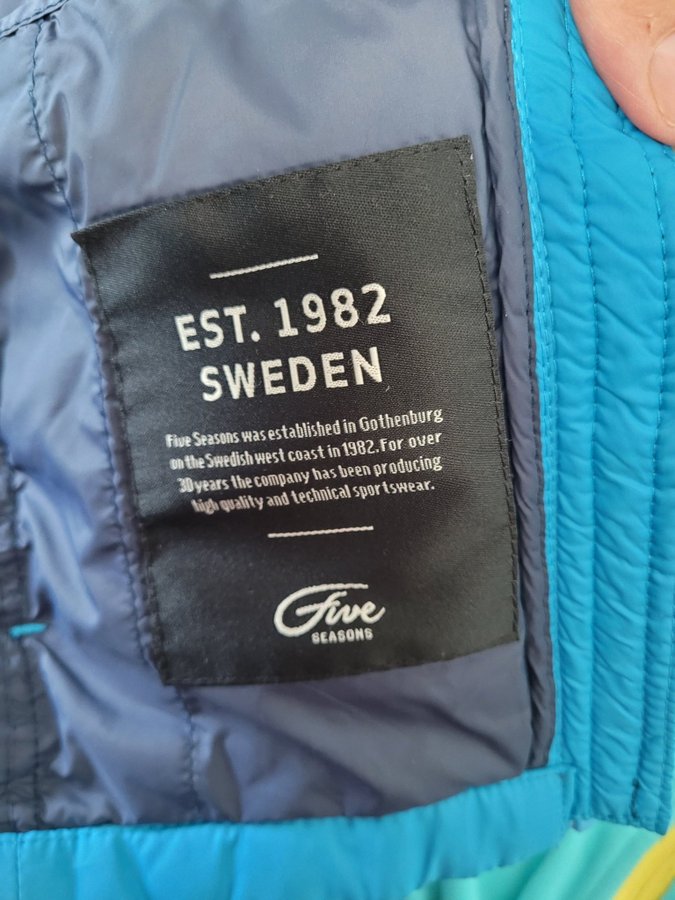 EST. 1982
SWEDEN
Five Seasons was established in Gothenburg
on the Swedish west coast in 1982. For over
30 years the company has been producing
high quality and technical sportswear.
Five
SEASONS